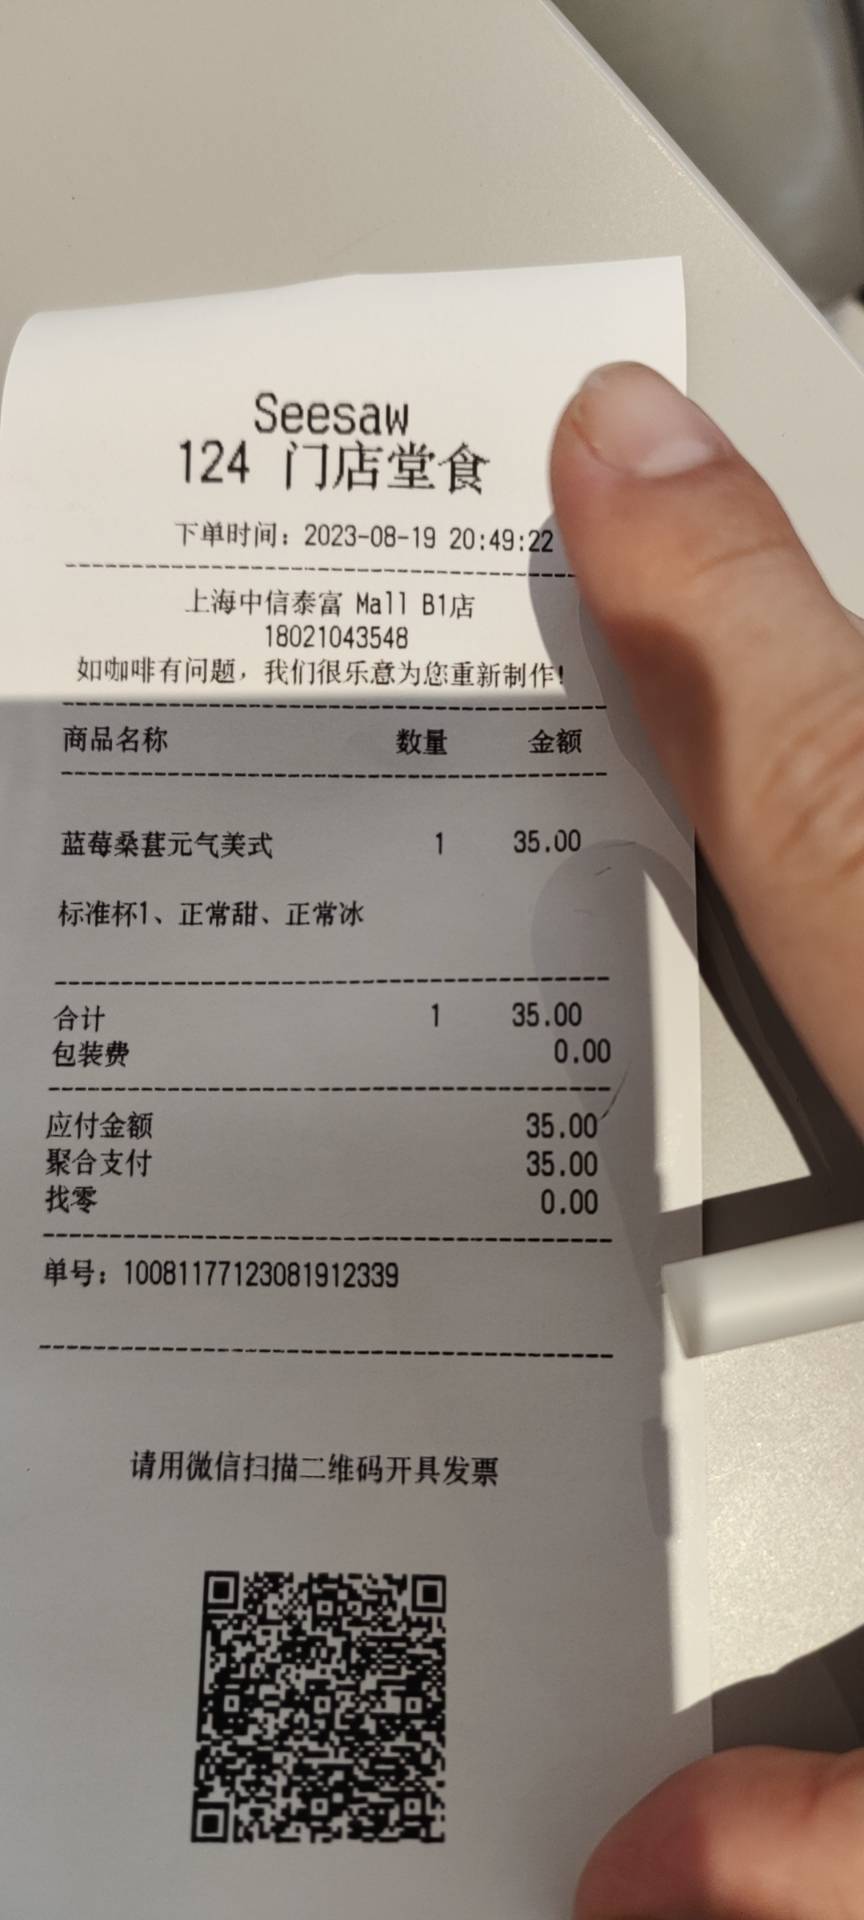 Seesaw
124 门店堂食
下单时间：2023-08-19 20:49:22
上海中信泰富 Mall B1店
18021043548
如咖啡有问题，我们很乐意为您重新制作！
商品名称 数量 金额
蓝莓桑葚元气美式 1 35.00
标准杯1、正常甜、正常冰
合计 1 35.00
包装费 0.00
应付金额 35.00
聚合支付 35.00
找零 0.00
单号：10081177123081912339
请用微信扫描二维码开具发票